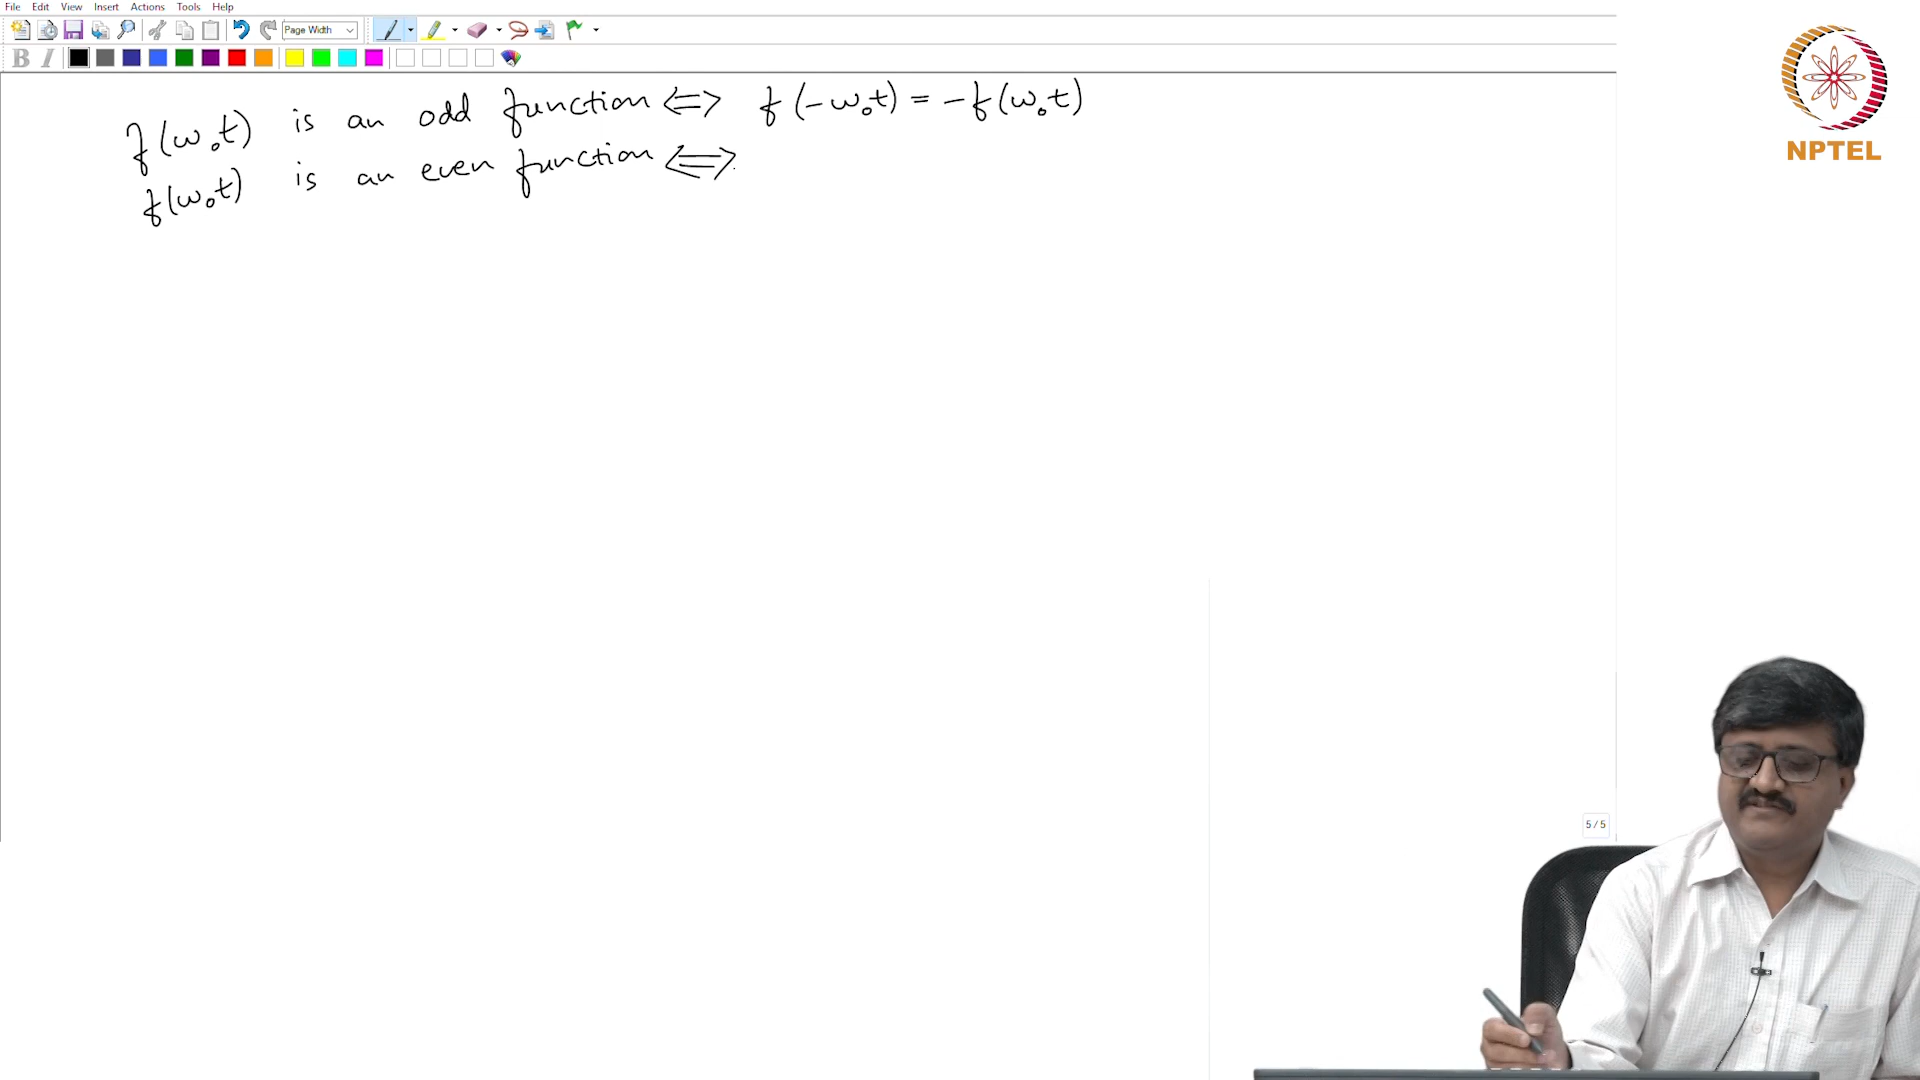 File Edit View Insert Actions Tools Help
Page Width
B I
f(ω₀t) is an odd function ⟺ f(-ω₀t) = -f(ω₀t)
f(ω₀t) is an even function ⟺
NPTEL
5 / 5